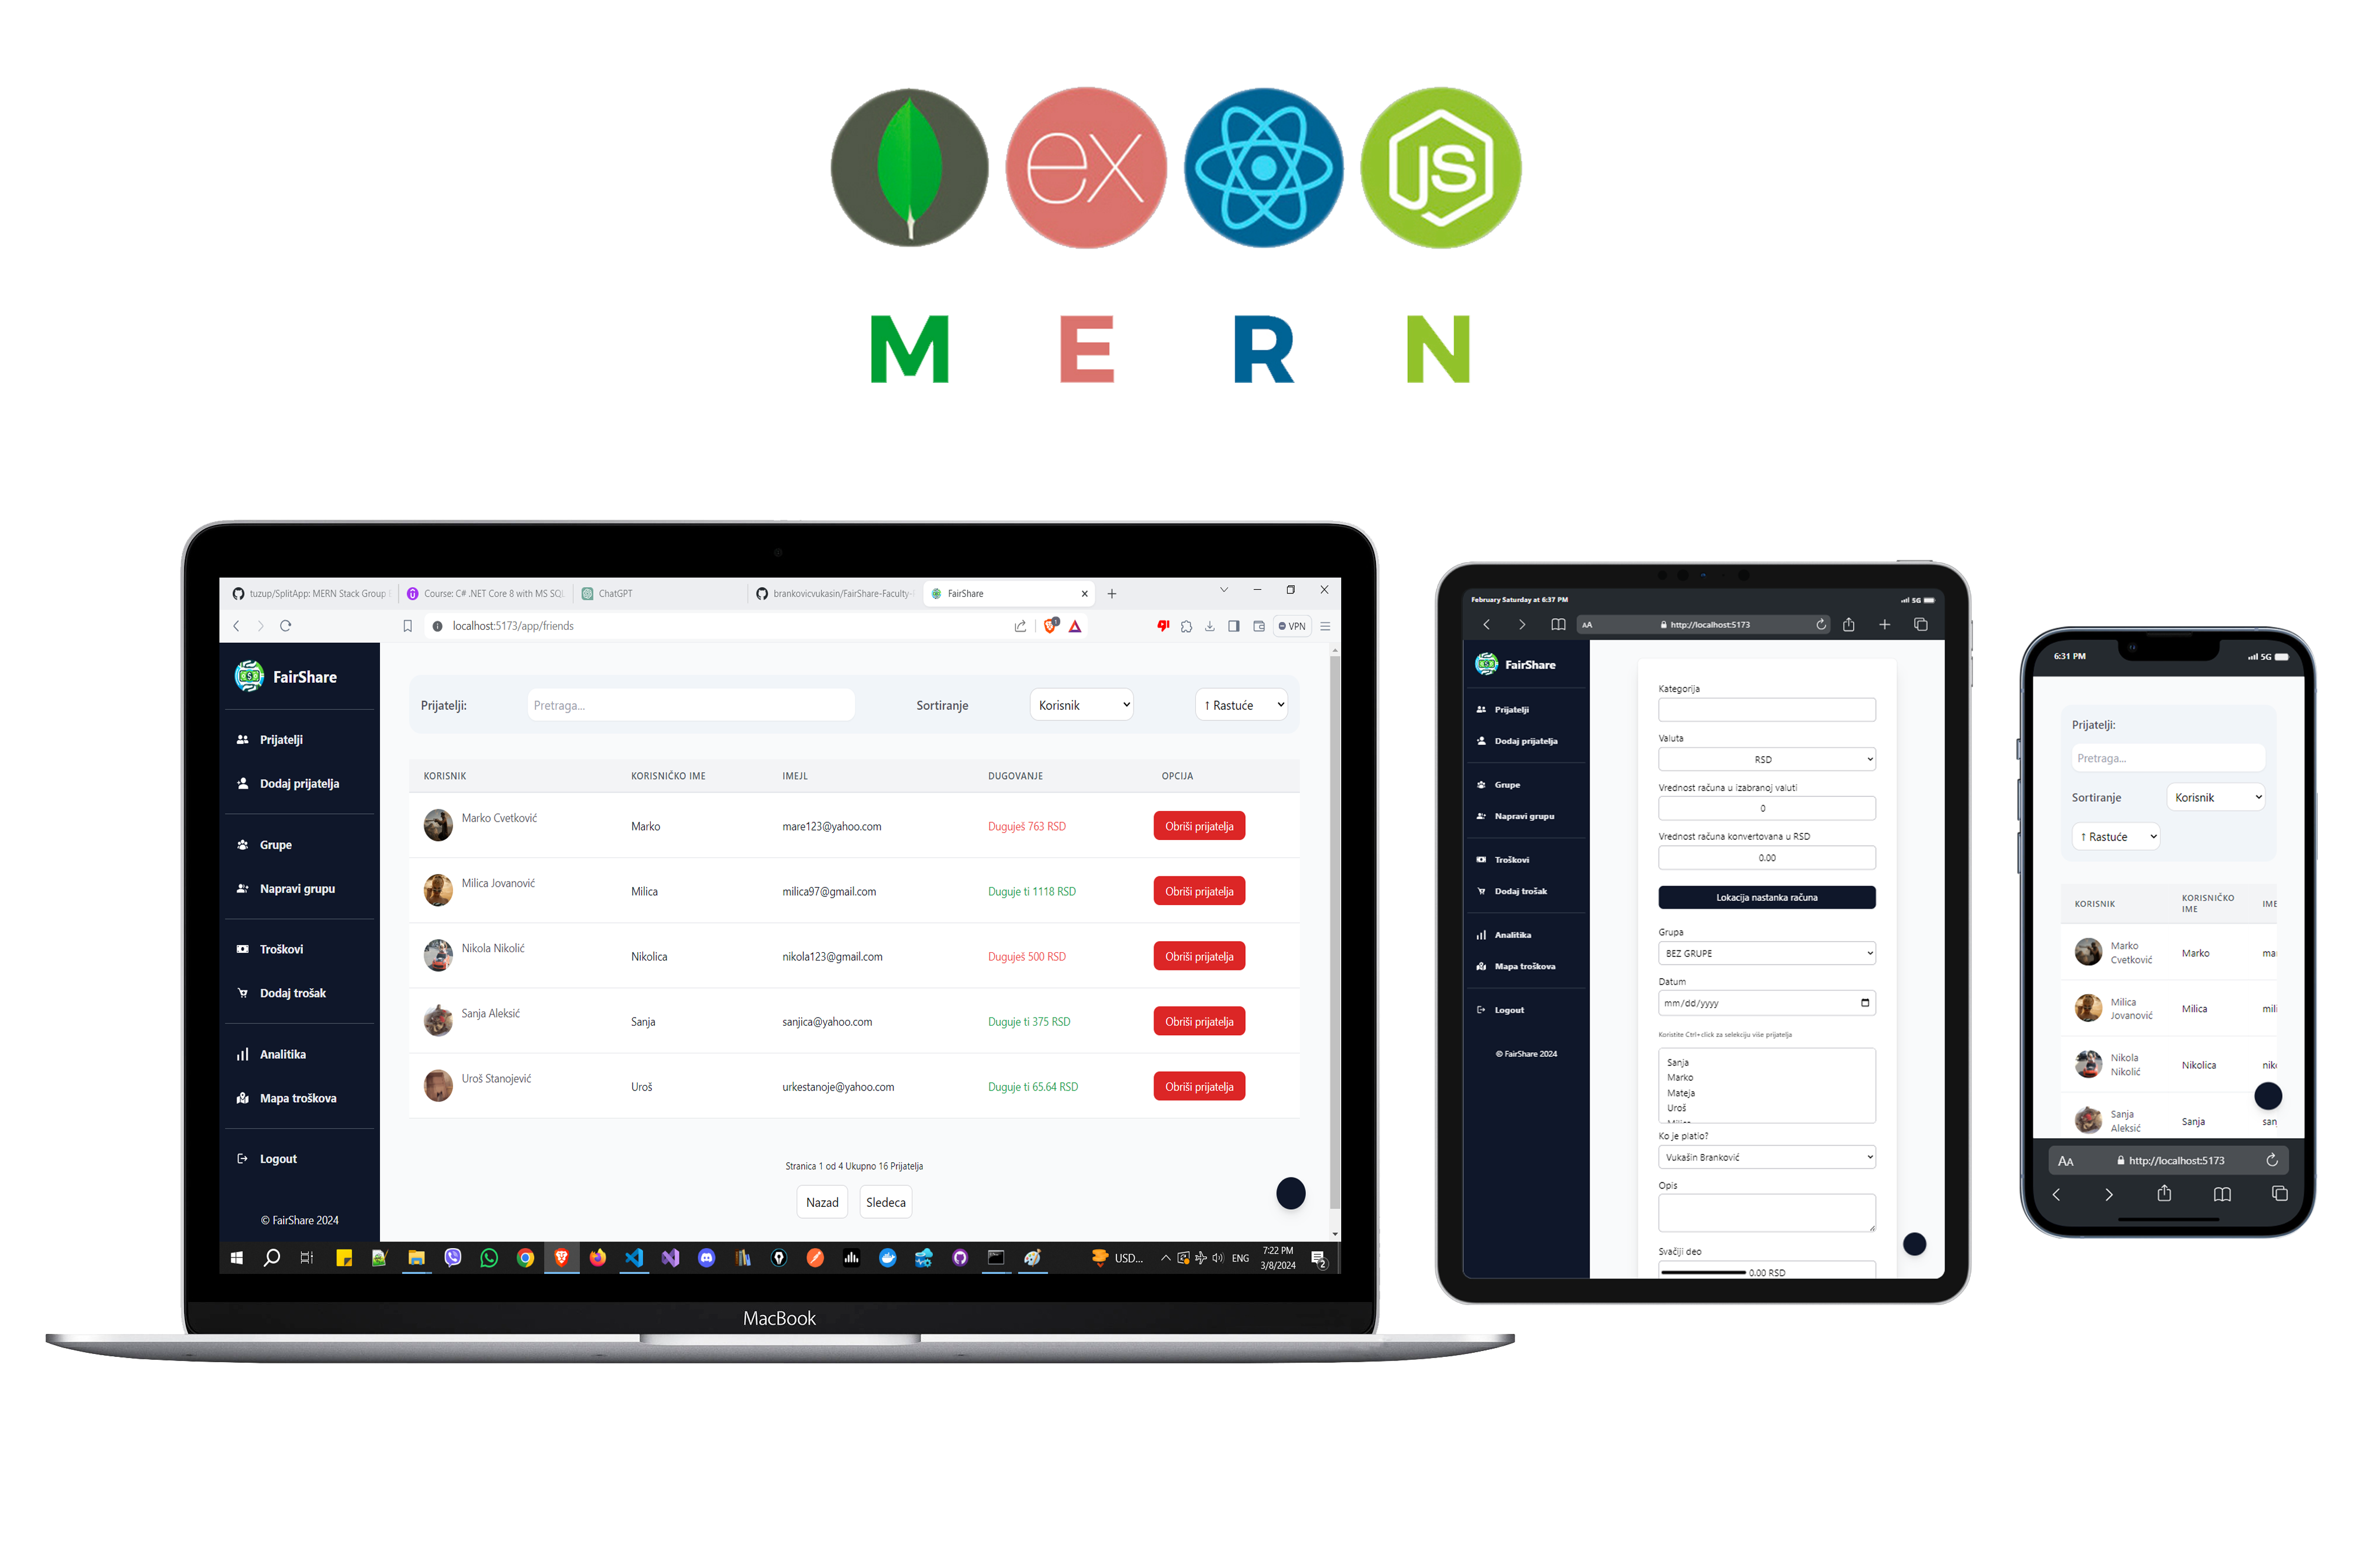 ex
JS
M E R N
tuzup/SplitApp: MERN Stack Group
Course: C# .NET Core 8 with MS SQL
ChatGPT
brankovicvukasin/FairShare-Faculty-
FairShare
localhost:5173/app/friends
VPN
FairShare
Prijatelji
Dodaj prijatelja
Grupe
Napravi grupu
Troškovi
Dodaj trošak
Analitika
Mapa troškova
Logout
© FairShare 2024
Prijatelji: Pretraga... Sortiranje Korisnik ↑ Rastuće
KORISNIK KORISNIČKO IME IMEJL DUGOVANJE OPCIJA
Marko Cvetković Marko mare123@yahoo.com Duguješ 763 RSD Obriši prijatelja
Milica Jovanović Milica milica97@gmail.com Duguje ti 1118 RSD Obriši prijatelja
Nikola Nikolić Nikolica nikola123@gmail.com Duguješ 500 RSD Obriši prijatelja
Sanja Aleksić Sanja sanjica@yahoo.com Duguje ti 375 RSD Obriši prijatelja
Uroš Stanojević Uroš urkestanoje@yahoo.com Duguje ti 65.64 RSD Obriši prijatelja
Stranica 1 od 4 Ukupno 16 Prijatelja
Nazad Sledeca
USD... ENG 7:22 PM
3/8/2024
2
MacBook
February Saturday at 6:37 PM 5G
AA http://localhost:5173
FairShare
Prijatelji
Dodaj prijatelja
Grupe
Napravi grupu
Troškovi
Dodaj trošak
Analitika
Mapa troškova
Logout
© FairShare 2024
Kategorija
Valuta
RSD
Vrednost računa u izabranoj valuti
0
Vrednost računa konvertovana u RSD
0.00
Lokacija nastanka računa
Grupa
BEZ GRUPE
Datum
mm/dd/yyyy
Koristite Ctrl+click za selekciju više prijatelja
Sanja
Marko
Mateja
Uroš
Ko je platio?
Vukašin Branković
Opis
Svačiji deo
0.00 RSD
6:31 PM 5G
Prijatelji:
Pretraga...
Sortiranje Korisnik
↑ Rastuće
KORISNIK KORISNIČKO IME IME
Marko Cvetković Marko ma
Milica Jovanović Milica mili
Nikola Nikolić Nikolica nik
Sanja Aleksić Sanja san
AA http://localhost:5173